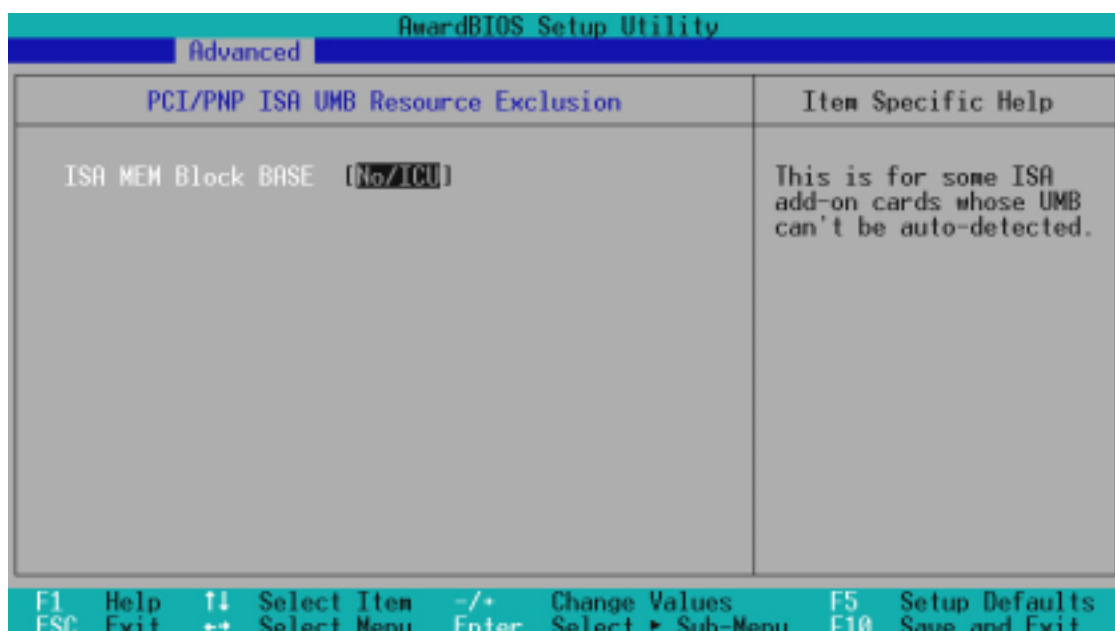 AwardBIOS Setup Utility
Advanced
PCI/PNP ISA UMB Resource Exclusion
Item Specific Help
ISA MEM Block BASE [No/ICU]
This is for some ISA
add-on cards whose UMB
can't be auto-detected.
F1 Help ↑↓ Select Item -/+ Change Values F5 Setup Defaults
ESC Exit ←→ Select Menu Enter Select ► Sub-Menu F10 Save and Exit